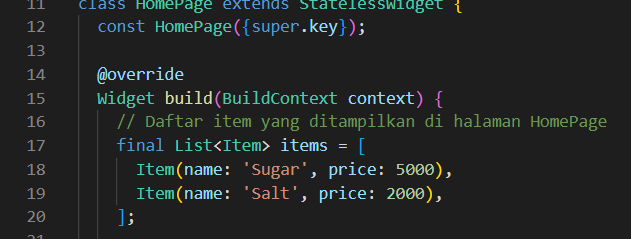 11 class HomePage extends StatelessWidget {
12 const HomePage({super.key});
13
14 @override
15 Widget build(BuildContext context) {
16 // Daftar item yang ditampilkan di halaman HomePage
17 final List<Item> items = [
18 Item(name: 'Sugar', price: 5000),
19 Item(name: 'Salt', price: 2000),
20 ];